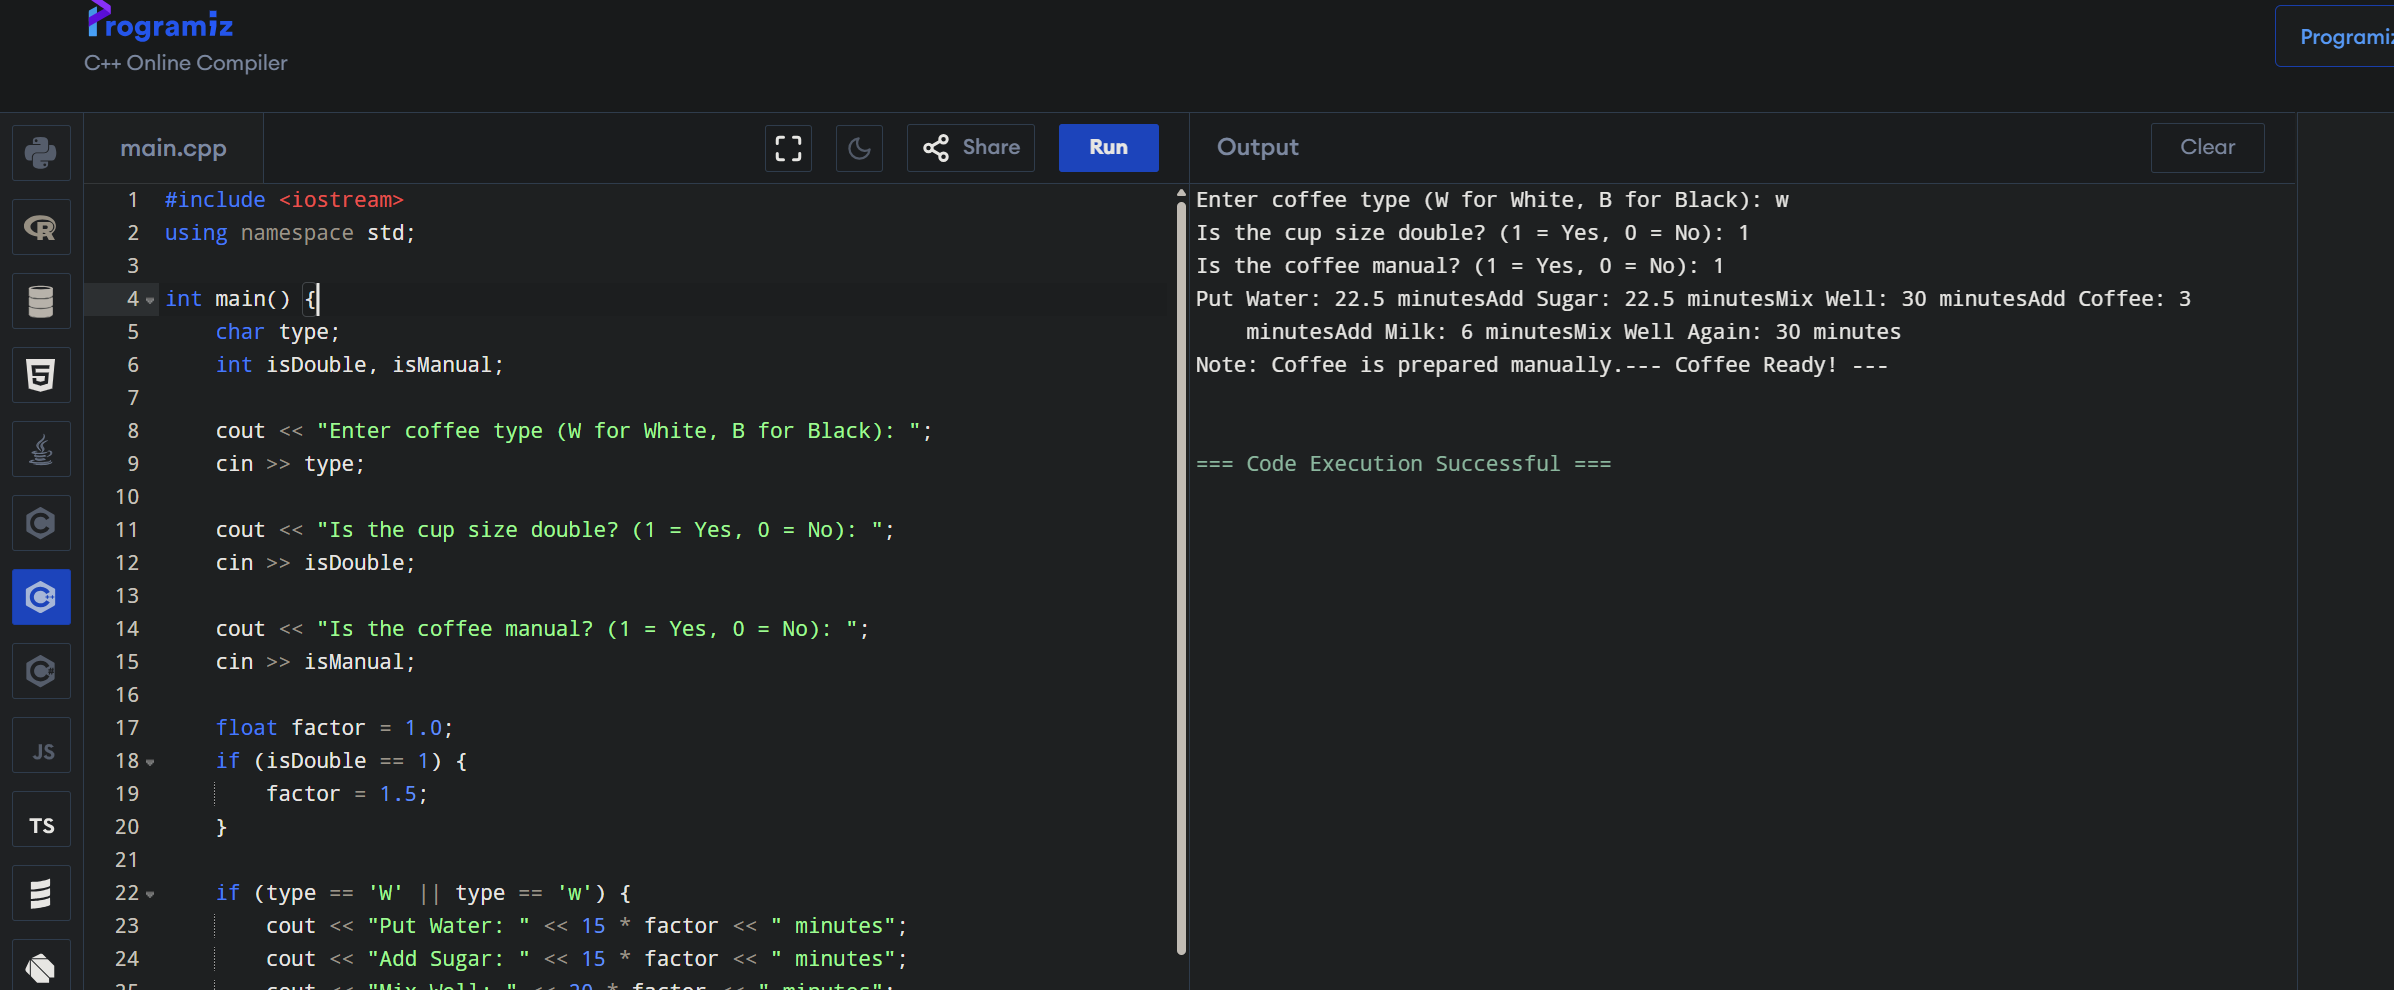 Programiz
C++ Online Compiler
Programiz
main.cpp
Share
Run
Output
Clear
1 #include <iostream>
2 using namespace std;
3
4 int main() {
5 char type;
6 int isDouble, isManual;
7
8 cout << "Enter coffee type (W for White, B for Black): ";
9 cin >> type;
10
11 cout << "Is the cup size double? (1 = Yes, 0 = No): ";
12 cin >> isDouble;
13
14 cout << "Is the coffee manual? (1 = Yes, 0 = No): ";
15 cin >> isManual;
16
17 float factor = 1.0;
18 if (isDouble == 1) {
19 factor = 1.5;
20 }
21
22 if (type == 'W' || type == 'w') {
23 cout << "Put Water: " << 15 * factor << " minutes";
24 cout << "Add Sugar: " << 15 * factor << " minutes";
25 cout << "Mix Well: " << 20 * factor << " minutes";
Enter coffee type (W for White, B for Black): w
Is the cup size double? (1 = Yes, 0 = No): 1
Is the coffee manual? (1 = Yes, 0 = No): 1
Put Water: 22.5 minutesAdd Sugar: 22.5 minutesMix Well: 30 minutesAdd Coffee: 3
minutesAdd Milk: 6 minutesMix Well Again: 30 minutes
Note: Coffee is prepared manually.--- Coffee Ready! ---
=== Code Execution Successful ===
R
5
C
C++
C
JS
TS